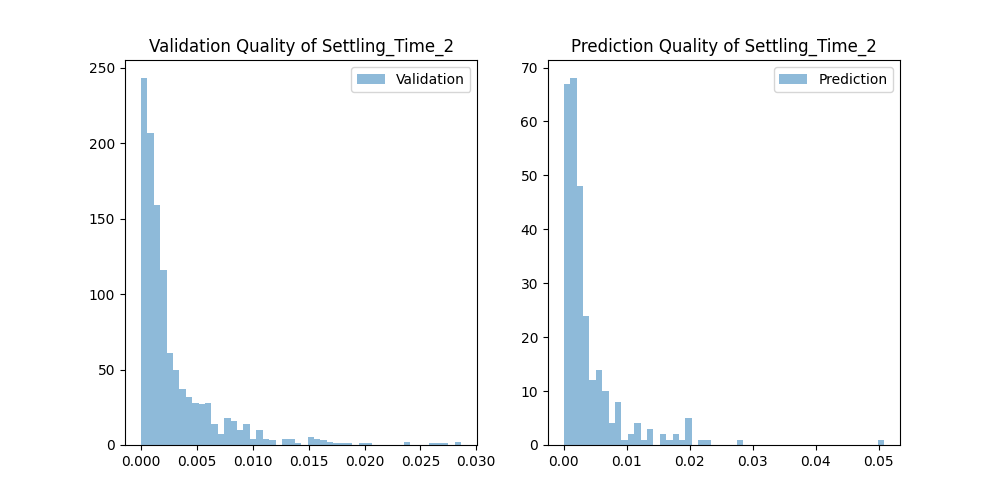 Validation Quality of Settling_Time_2
Validation
250
200
150
100
50
0
0.000 0.005 0.010 0.015 0.020 0.025 0.030
Prediction Quality of Settling_Time_2
Prediction
70
60
50
40
30
20
10
0
0.00 0.01 0.02 0.03 0.04 0.05